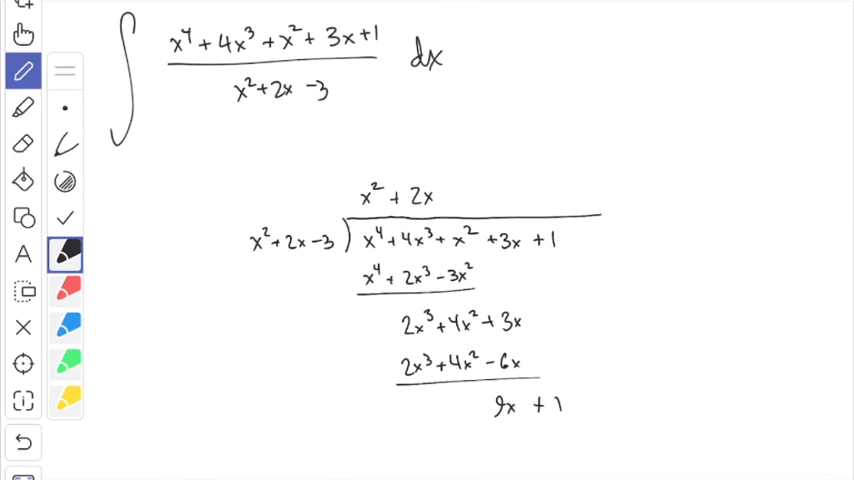 ∫ x⁴ + 4x³ + x² + 3x + 1 dx
x² + 2x - 3
x² + 2x
x² + 2x - 3 ) x⁴ + 4x³ + x² + 3x + 1
x⁴ + 2x³ - 3x²
2x³ + 4x² + 3x
2x³ + 4x² - 6x
9x + 1
A